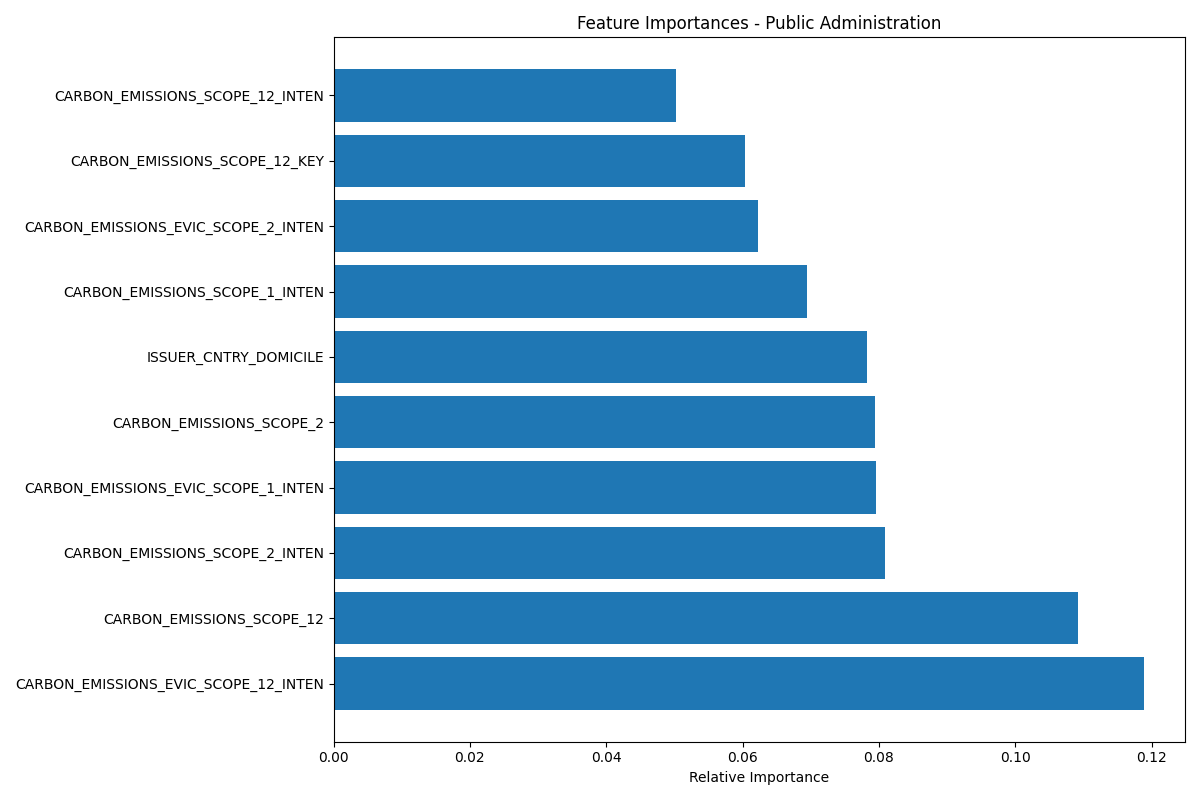 Feature Importances - Public Administration
CARBON_EMISSIONS_SCOPE_12_INTEN
CARBON_EMISSIONS_SCOPE_12_KEY
CARBON_EMISSIONS_EVIC_SCOPE_2_INTEN
CARBON_EMISSIONS_SCOPE_1_INTEN
ISSUER_CNTRY_DOMICILE
CARBON_EMISSIONS_SCOPE_2
CARBON_EMISSIONS_EVIC_SCOPE_1_INTEN
CARBON_EMISSIONS_SCOPE_2_INTEN
CARBON_EMISSIONS_SCOPE_12
CARBON_EMISSIONS_EVIC_SCOPE_12_INTEN
0.00 0.02 0.04 0.06 0.08 0.10 0.12
Relative Importance